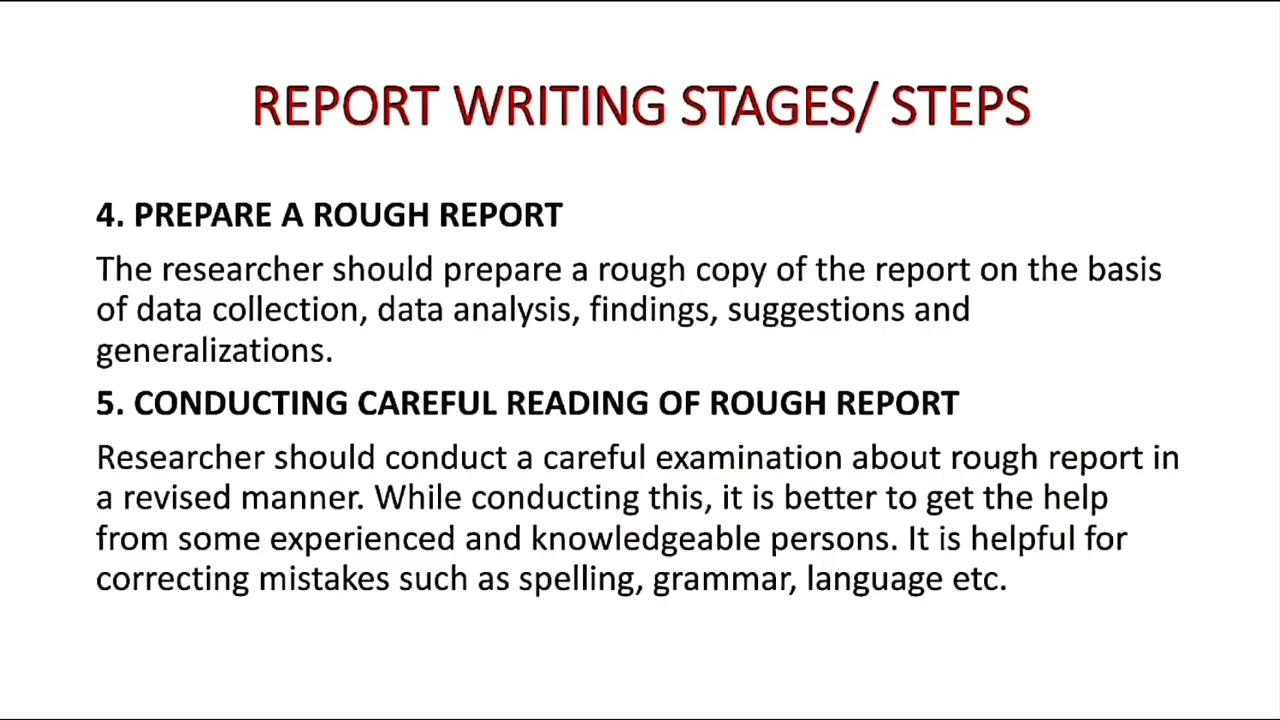 REPORT WRITING STAGES/ STEPS
4. PREPARE A ROUGH REPORT
The researcher should prepare a rough copy of the report on the basis
of data collection, data analysis, findings, suggestions and
generalizations.
5. CONDUCTING CAREFUL READING OF ROUGH REPORT
Researcher should conduct a careful examination about rough report in
a revised manner. While conducting this, it is better to get the help
from some experienced and knowledgeable persons. It is helpful for
correcting mistakes such as spelling, grammar, language etc.